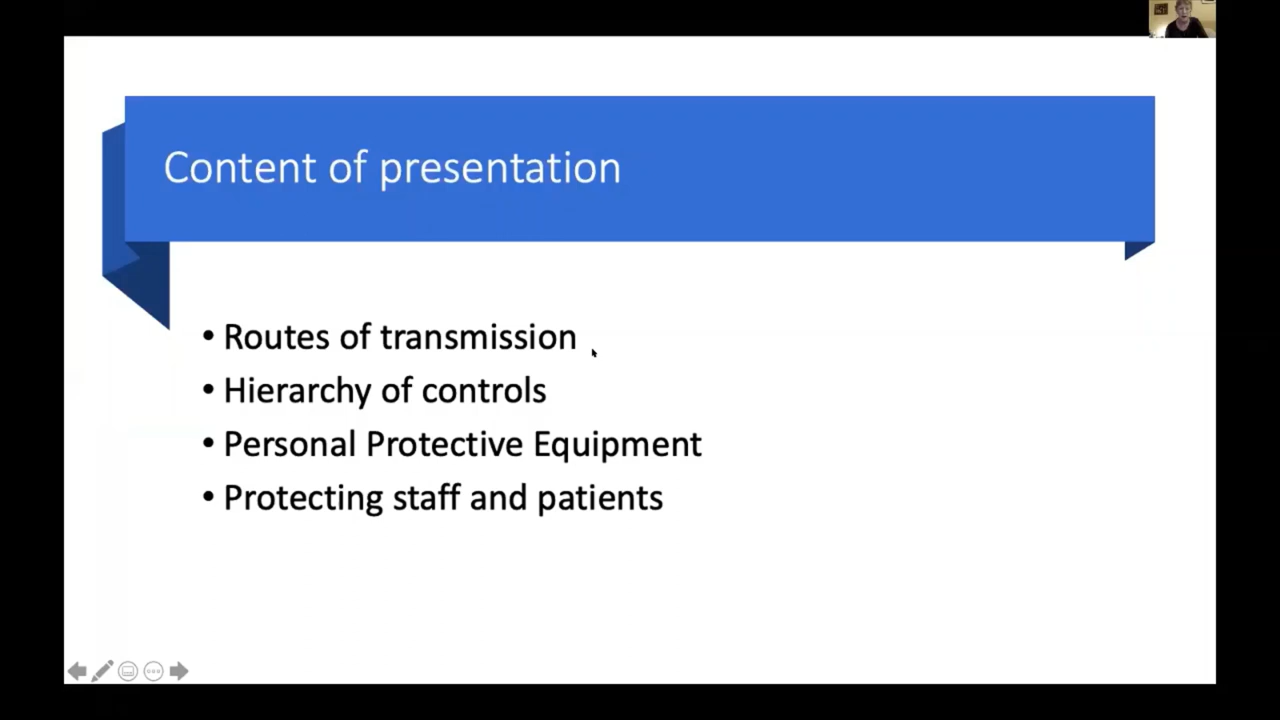 Content of presentation
• Routes of transmission
• Hierarchy of controls
• Personal Protective Equipment
• Protecting staff and patients